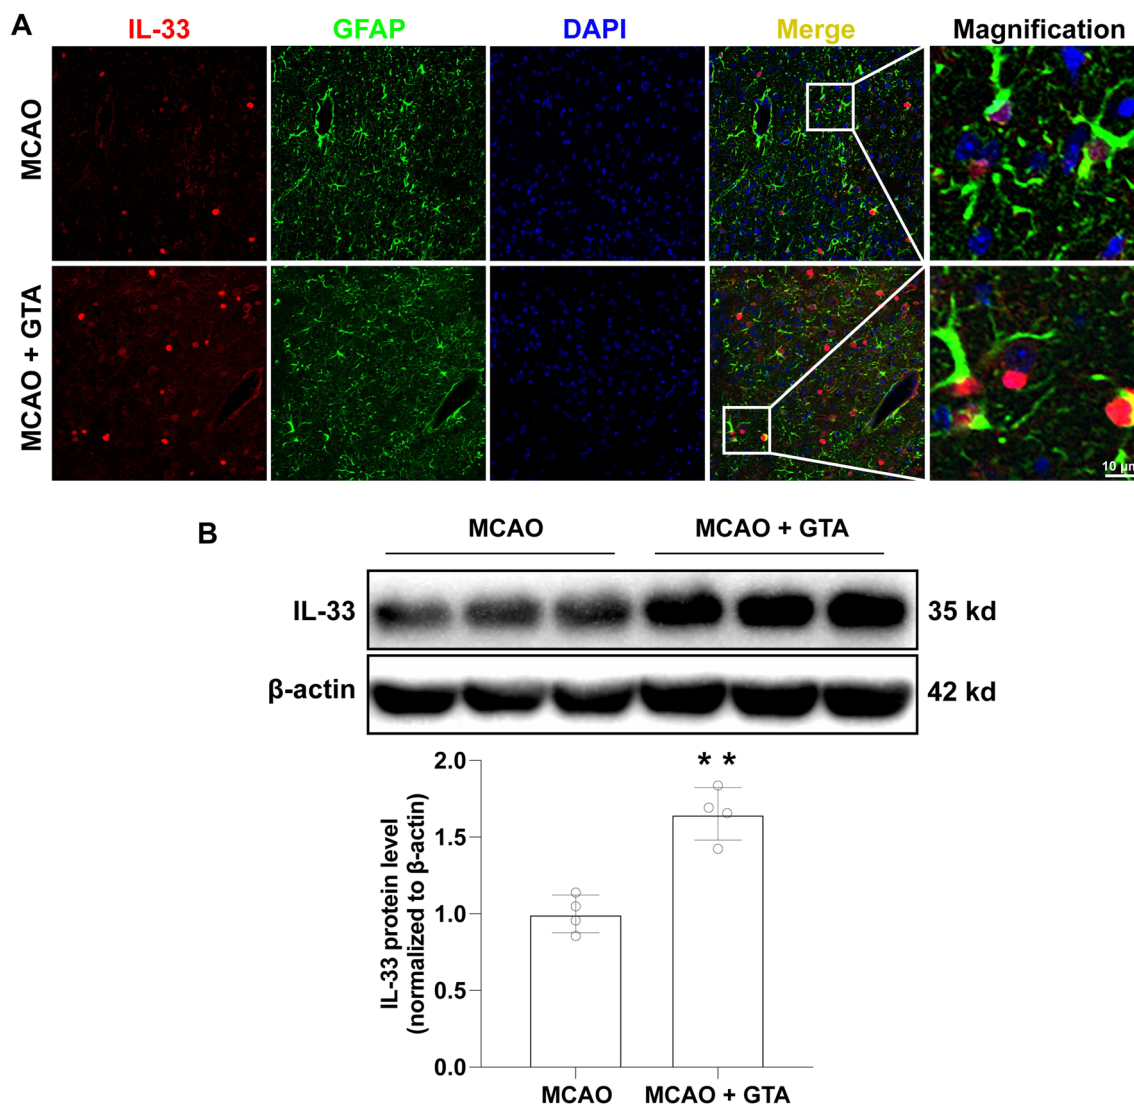 A
IL-33 GFAP DAPI Merge Magnification
MCAO
MCAO + GTA
10 μm
B
MCAO MCAO + GTA
IL-33 35 kd
β-actin 42 kd
* *
2.0
1.5
1.0
0.5
0.0
IL-33 protein level
(normalized to β-actin)
MCAO MCAO + GTA